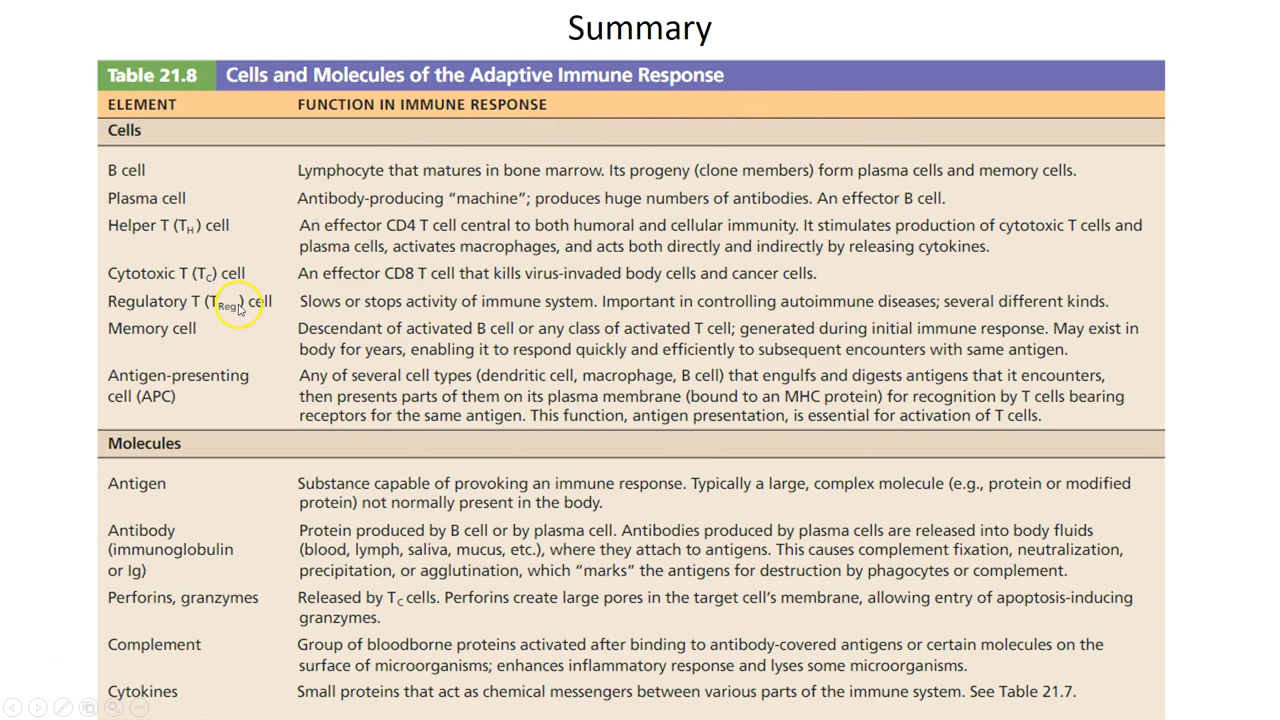 Summary
Table 21.8 Cells and Molecules of the Adaptive Immune Response
ELEMENT FUNCTION IN IMMUNE RESPONSE
Cells
B cell Lymphocyte that matures in bone marrow. Its progeny (clone members) form plasma cells and memory cells.
Plasma cell Antibody-producing “machine”; produces huge numbers of antibodies. An effector B cell.
Helper T (TH) cell An effector CD4 T cell central to both humoral and cellular immunity. It stimulates production of cytotoxic T cells and
plasma cells, activates macrophages, and acts both directly and indirectly by releasing cytokines.
Cytotoxic T (TC) cell An effector CD8 T cell that kills virus-invaded body cells and cancer cells.
Regulatory T (TReg) cell Slows or stops activity of immune system. Important in controlling autoimmune diseases; several different kinds.
Memory cell Descendant of activated B cell or any class of activated T cell; generated during initial immune response. May exist in
body for years, enabling it to respond quickly and efficiently to subsequent encounters with same antigen.
Antigen-presenting Any of several cell types (dendritic cell, macrophage, B cell) that engulfs and digests antigens that it encounters,
cell (APC) then presents parts of them on its plasma membrane (bound to an MHC protein) for recognition by T cells bearing
receptors for the same antigen. This function, antigen presentation, is essential for activation of T cells.
Molecules
Antigen Substance capable of provoking an immune response. Typically a large, complex molecule (e.g., protein or modified
protein) not normally present in the body.
Antibody Protein produced by B cell or by plasma cell. Antibodies produced by plasma cells are released into body fluids
(immunoglobulin (blood, lymph, saliva, mucus, etc.), where they attach to antigens. This causes complement fixation, neutralization,
or Ig) precipitation, or agglutination, which “marks” the antigens for destruction by phagocytes or complement.
Perforins, granzymes Released by TC cells. Perforins create large pores in the target cell’s membrane, allowing entry of apoptosis-inducing
granzymes.
Complement Group of bloodborne proteins activated after binding to antibody-covered antigens or certain molecules on the
surface of microorganisms; enhances inflammatory response and lyses some microorganisms.
Cytokines Small proteins that act as chemical messengers between various parts of the immune system. See Table 21.7.